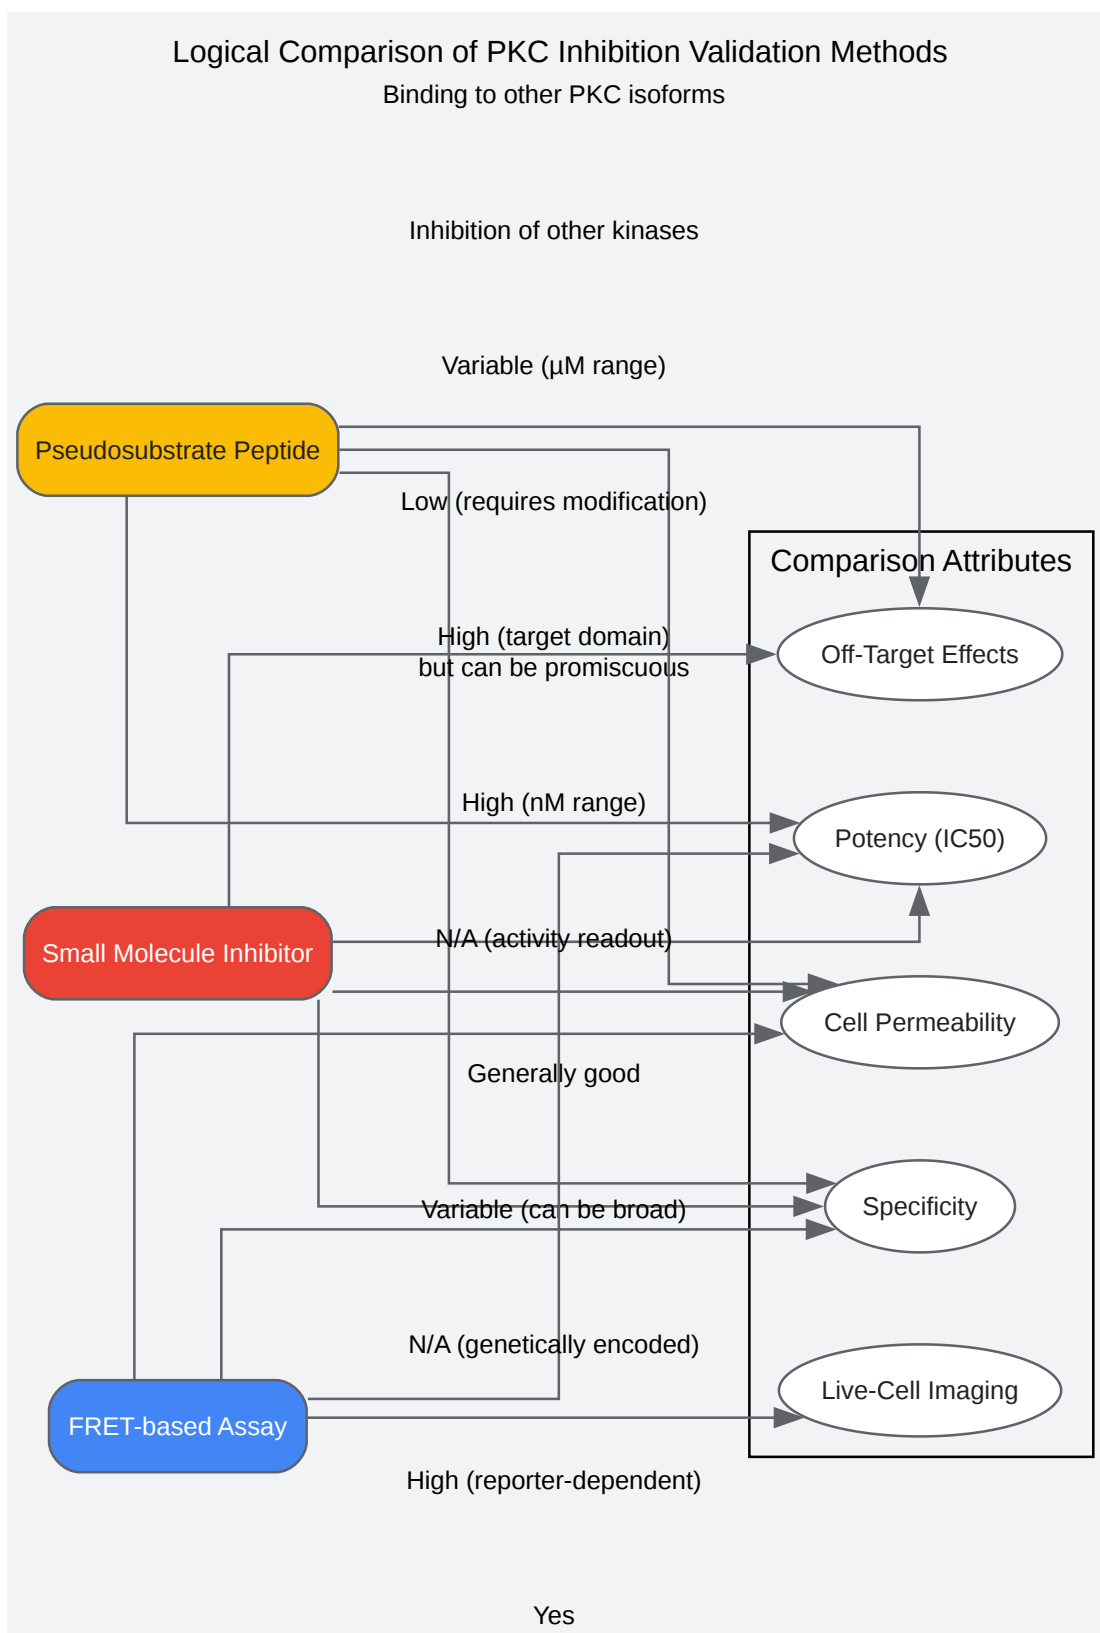 Logical Comparison of PKC Inhibition Validation Methods
Binding to other PKC isoforms
Inhibition of other kinases
Variable (µM range)
Pseudosubstrate Peptide
Low (requires modification)
Comparison Attributes
High (target domain)
but can be promiscuous
Off-Target Effects
High (nM range)
Potency (IC50)
N/A (activity readout)
Small Molecule Inhibitor
Cell Permeability
Generally good
Specificity
Variable (can be broad)
N/A (genetically encoded)
Live-Cell Imaging
FRET-based Assay
High (reporter-dependent)
Yes